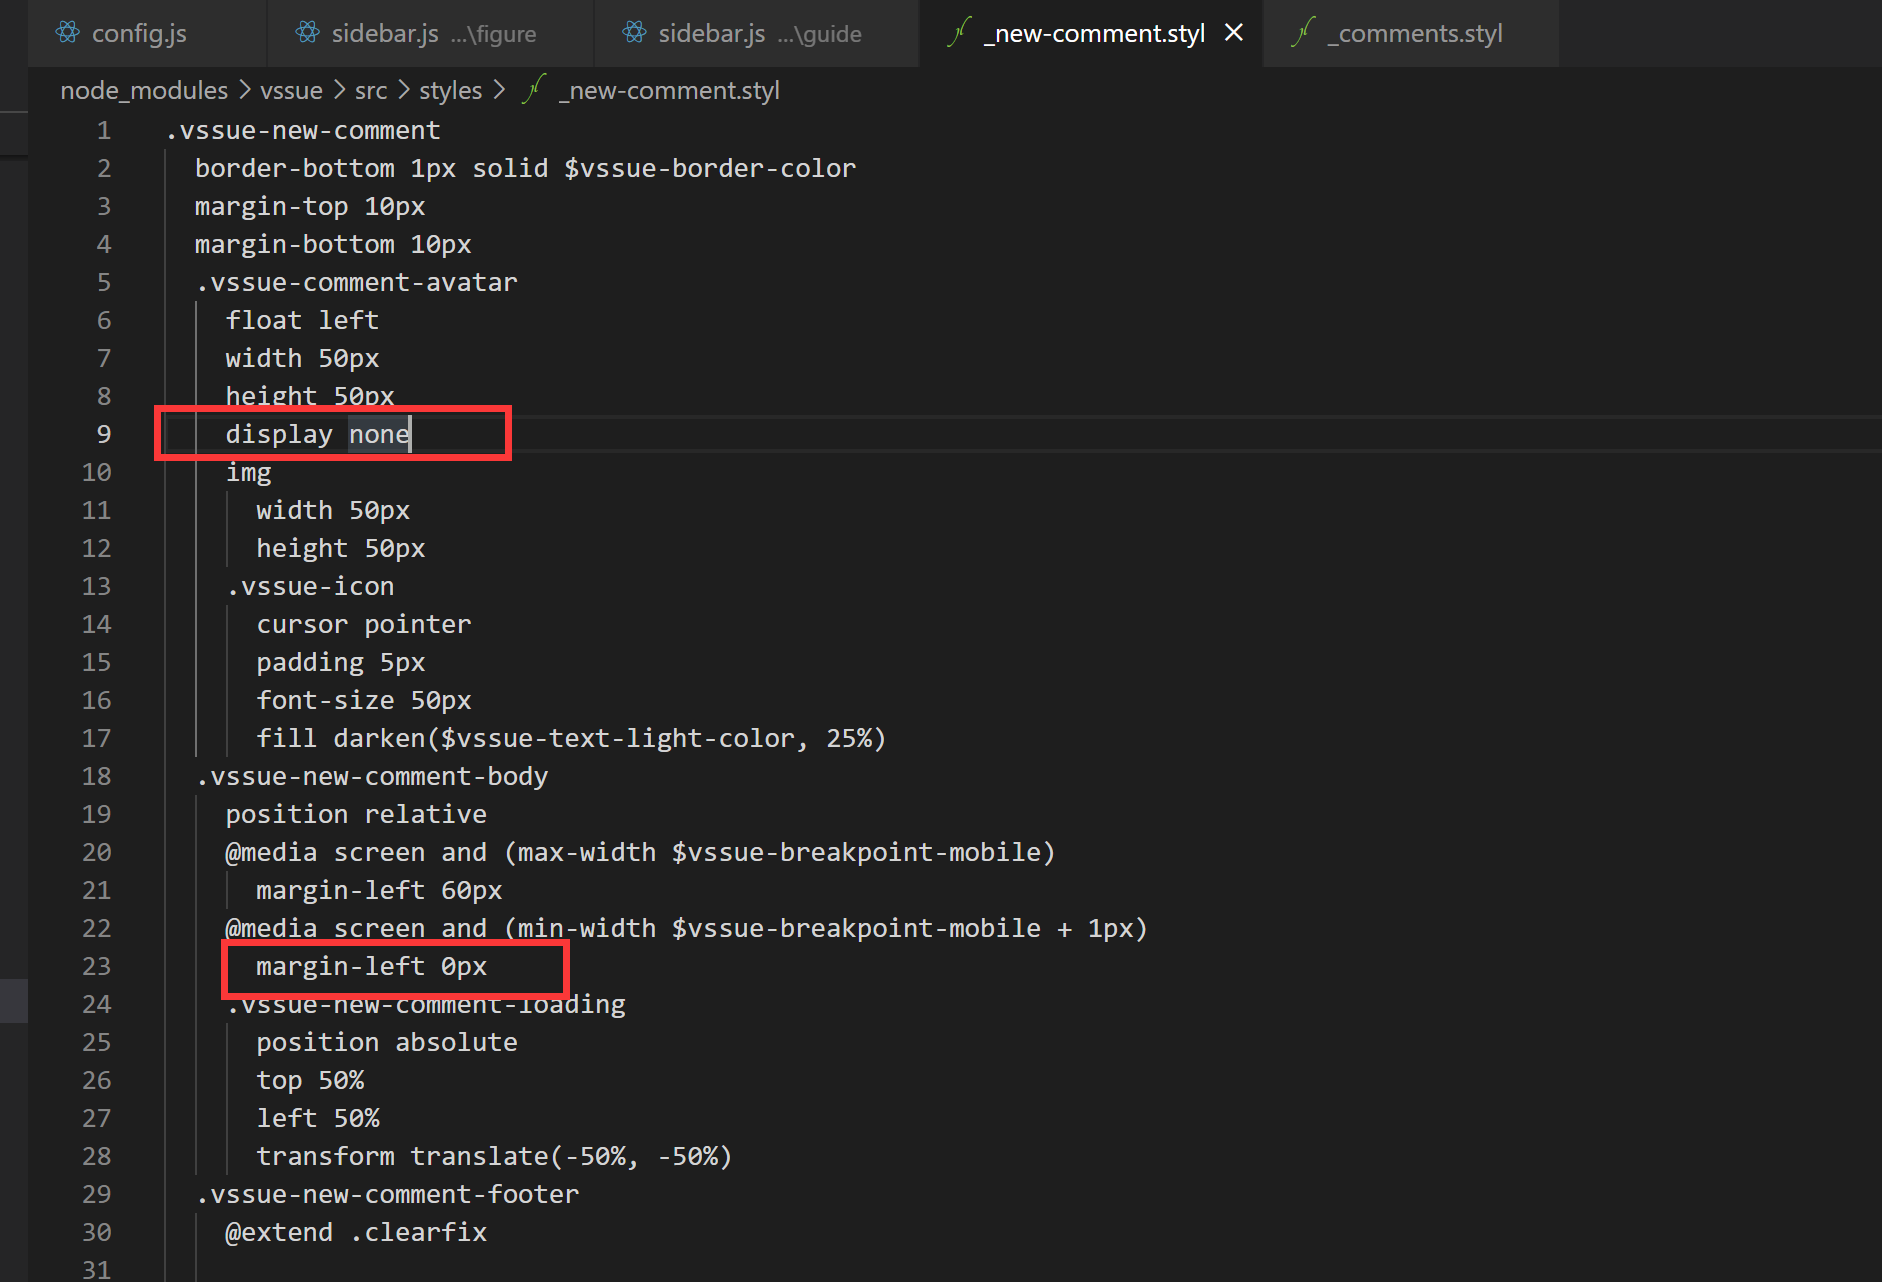 config.js sidebar.js ...\figure sidebar.js ...\guide _new-comment.styl _comments.styl
node_modules > vssue > src > styles > _new-comment.styl
1 .vssue-new-comment
2 border-bottom 1px solid $vssue-border-color
3 margin-top 10px
4 margin-bottom 10px
5 .vssue-comment-avatar
6 float left
7 width 50px
8 height 50px
9 display none
10 img
11 width 50px
12 height 50px
13 .vssue-icon
14 cursor pointer
15 padding 5px
16 font-size 50px
17 fill darken($vssue-text-light-color, 25%)
18 .vssue-new-comment-body
19 position relative
20 @media screen and (max-width $vssue-breakpoint-mobile)
21 margin-left 60px
22 @media screen and (min-width $vssue-breakpoint-mobile + 1px)
23 margin-left 0px
24 .vssue-new-comment-loading
25 position absolute
26 top 50%
27 left 50%
28 transform translate(-50%, -50%)
29 .vssue-new-comment-footer
30 @extend .clearfix
31